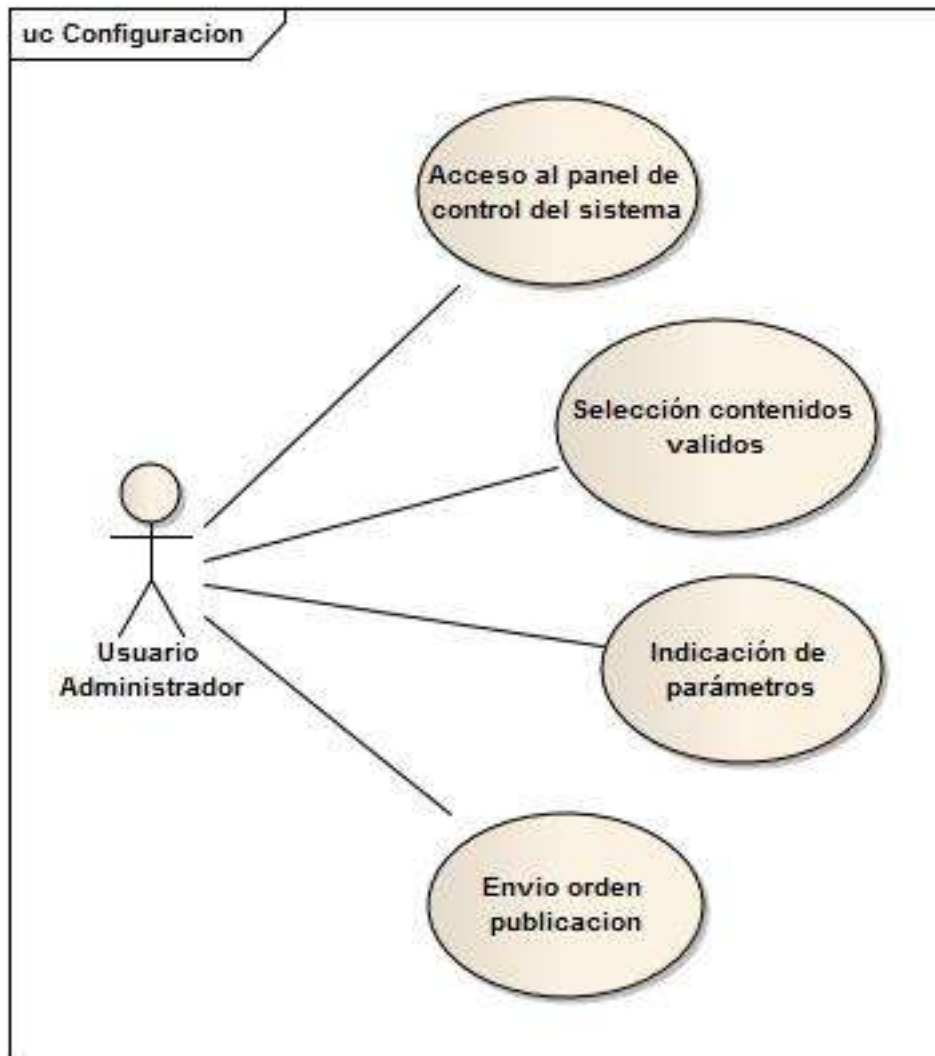 uc Configuracion
Acceso al panel de
control del sistema
Selección contenidos
validos
Usuario
Administrador
Indicación de
parámetros
Envio orden
publicacion